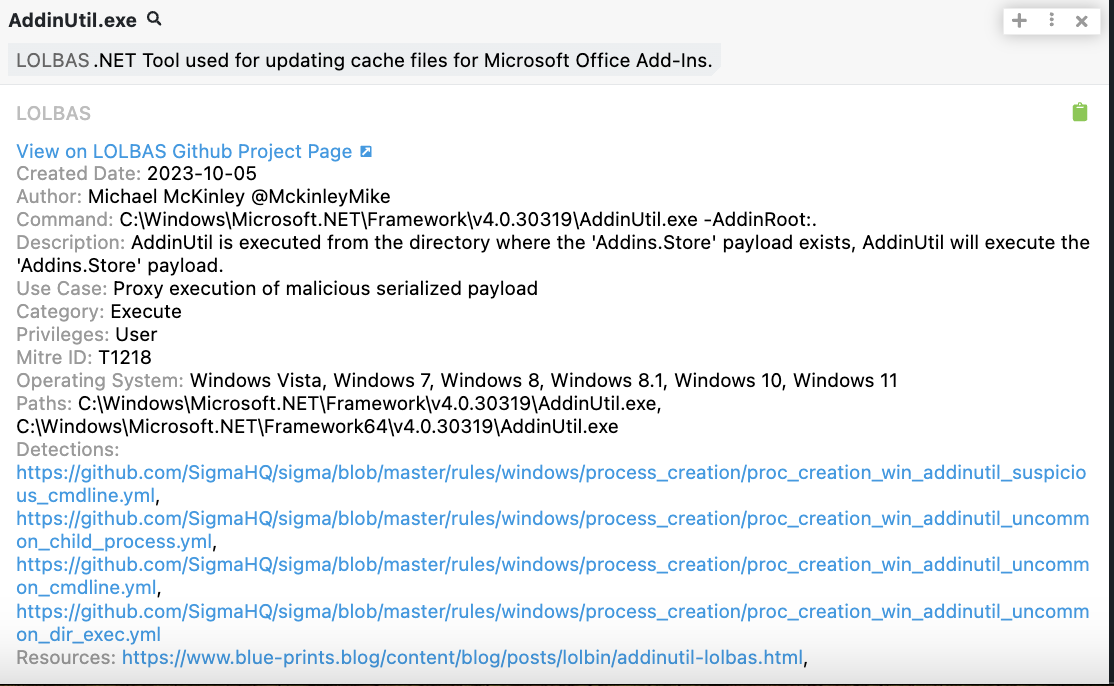 AddinUtil.exe
LOLBAS .NET Tool used for updating cache files for Microsoft Office Add-Ins.
LOLBAS
View on LOLBAS Github Project Page
Created Date: 2023-10-05
Author: Michael McKinley @MckinleyMike
Command: C:\Windows\Microsoft.NET\Framework\v4.0.30319\AddinUtil.exe -AddinRoot:.
Description: AddinUtil is executed from the directory where the 'Addins.Store' payload exists, AddinUtil will execute the
'Addins.Store' payload.
Use Case: Proxy execution of malicious serialized payload
Category: Execute
Privileges: User
Mitre ID: T1218
Operating System: Windows Vista, Windows 7, Windows 8, Windows 8.1, Windows 10, Windows 11
Paths: C:\Windows\Microsoft.NET\Framework\v4.0.30319\AddinUtil.exe,
C:\Windows\Microsoft.NET\Framework64\v4.0.30319\AddinUtil.exe
Detections:
https://github.com/SigmaHQ/sigma/blob/master/rules/windows/process_creation/proc_creation_win_addinutil_suspicio
us_cmdline.yml,
https://github.com/SigmaHQ/sigma/blob/master/rules/windows/process_creation/proc_creation_win_addinutil_uncomm
on_child_process.yml,
https://github.com/SigmaHQ/sigma/blob/master/rules/windows/process_creation/proc_creation_win_addinutil_uncomm
on_cmdline.yml,
https://github.com/SigmaHQ/sigma/blob/master/rules/windows/process_creation/proc_creation_win_addinutil_uncomm
on_dir_exec.yml
Resources: https://www.blue-prints.blog/content/blog/posts/lolbin/addinutil-lolbas.html,